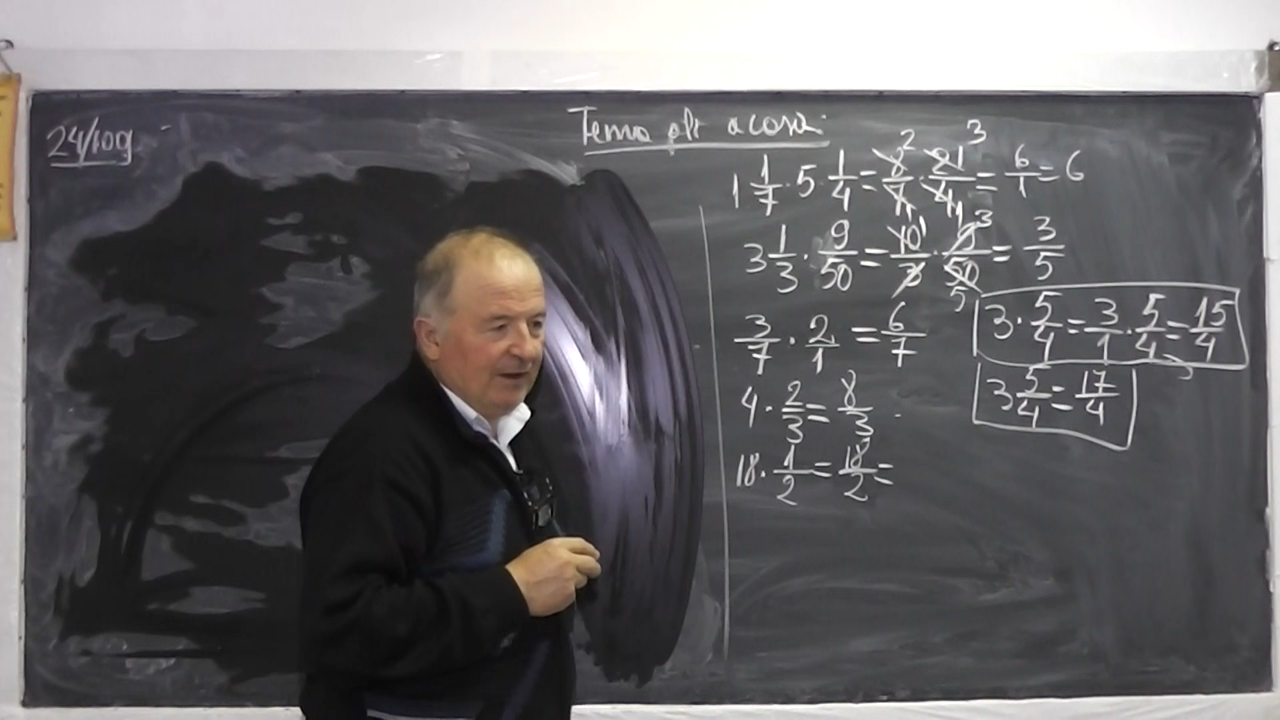 24/109
Tema pt acasă:
1 1/7 · 5 1/4 = 8/7 · 21/4 = 6/1 = 6
3 1/3 · 9/50 = 10/3 · 9/50 = 3/5
3 · 5/4 = 3/1 · 5/4 = 15/4
3/7 · 2/1 = 6/7
3 5/4 = 17/4
4 · 2/3 = 8/3
18 · 1/2 = 18/2 =